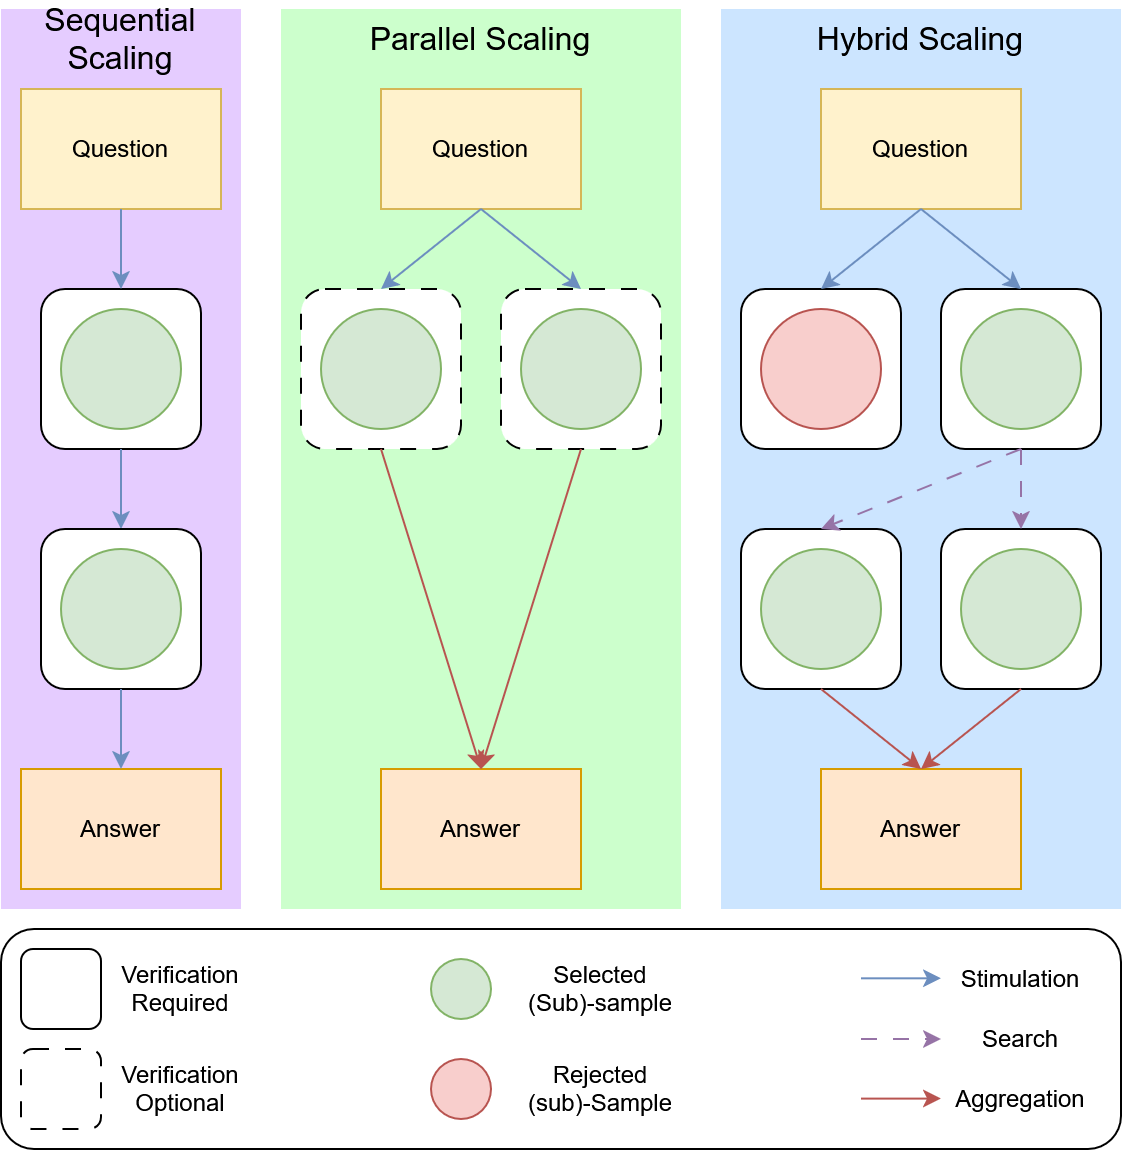 Sequential
Scaling
Question
Answer
Parallel Scaling
Question
Answer
Hybrid Scaling
Question
Answer
Verification
Required
Verification
Optional
Selected
(Sub)-sample
Rejected
(sub)-Sample
Stimulation
Search
Aggregation